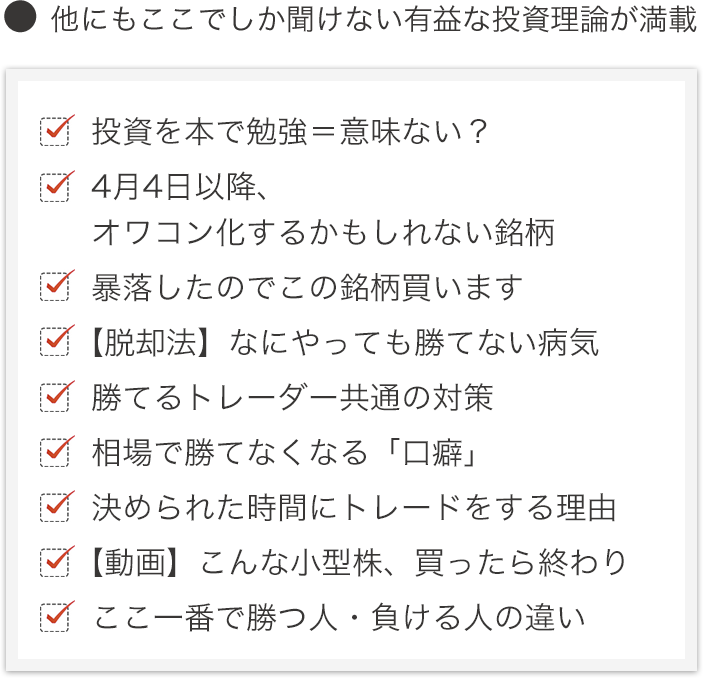 ● 他にもここでしか聞けない有益な投資理論が満載
投資を本で勉強＝意味ない？
4月4日以降、
オワコン化するかもしれない銘柄
暴落したのでこの銘柄買います
【脱却法】なにやっても勝てない病気
勝てるトレーダー共通の対策
相場で勝てなくなる「口癖」
決められた時間にトレードをする理由
【動画】こんな小型株、買ったら終わり
ここ一番で勝つ人・負ける人の違い